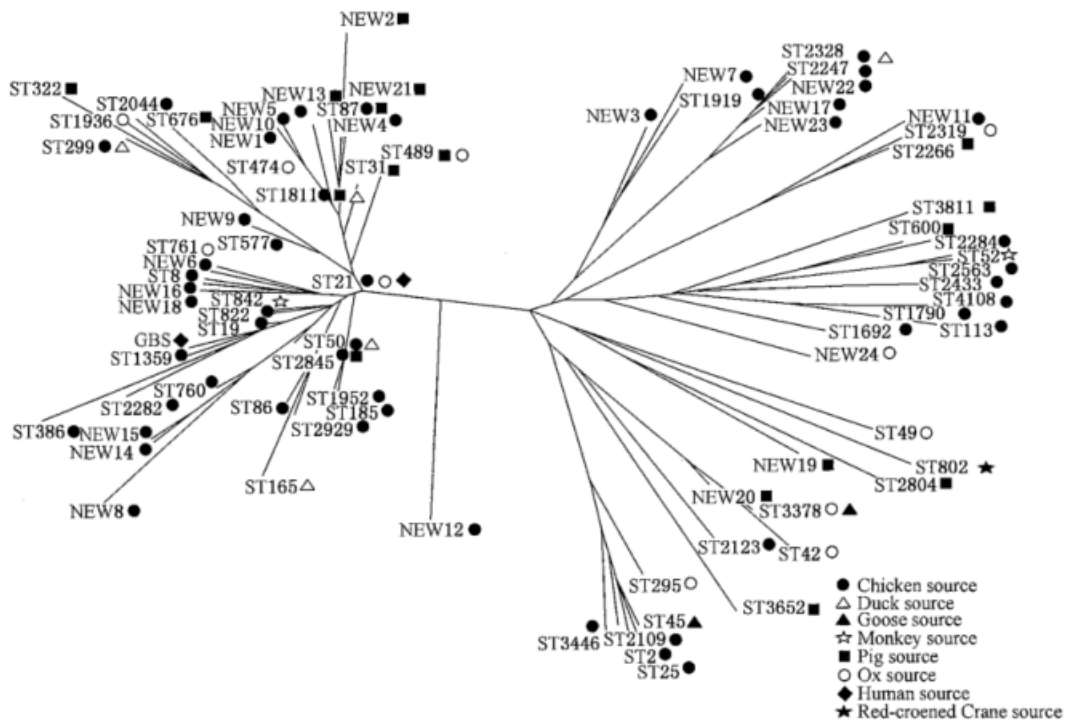 NEW2
ST322
ST2044
ST1936
ST676
ST299
NEW13
NEW21
NEW5
ST87
NEW10
NEW4
NEW1
ST474
ST31
ST489
ST1811
NEW9
ST577
ST761
NEW6
ST8
NEW16
NEW18
ST842
ST822
ST19
ST21
GBS
ST1359
ST50
ST2845
ST760
ST2282
ST86
ST1952
ST185
ST2929
ST386
NEW15
NEW14
ST165
NEW8
NEW12
NEW3
NEW7
ST1919
ST2328
ST2247
NEW22
NEW17
NEW23
NEW11
ST2319
ST2266
ST3811
ST600
ST2284
ST52
ST2563
ST2433
ST4108
ST1790
ST113
ST1692
NEW24
ST49
ST802
ST2804
NEW19
NEW20
ST3378
ST2123
ST42
ST295
ST3652
ST45
ST3446
ST2109
ST2
ST25
Chicken source
Duck source
Goose source
Monkey source
Pig source
Ox source
Human source
Red-croened Crane source